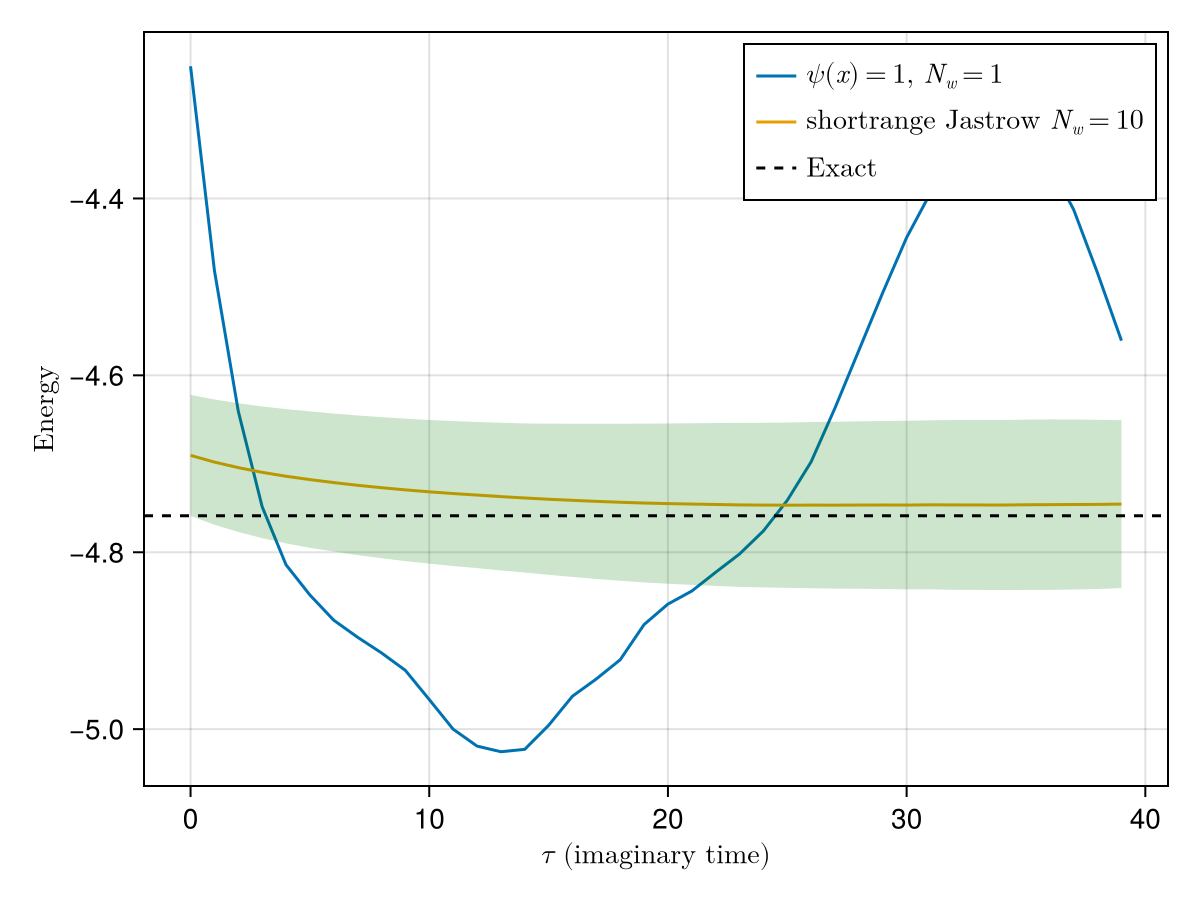 ψ(x) = 1, N_w = 1
shortrange Jastrow N_w = 10
Exact
−4.4
−4.6
−4.8
−5.0
Energy
0 10 20 30 40
τ (imaginary time)